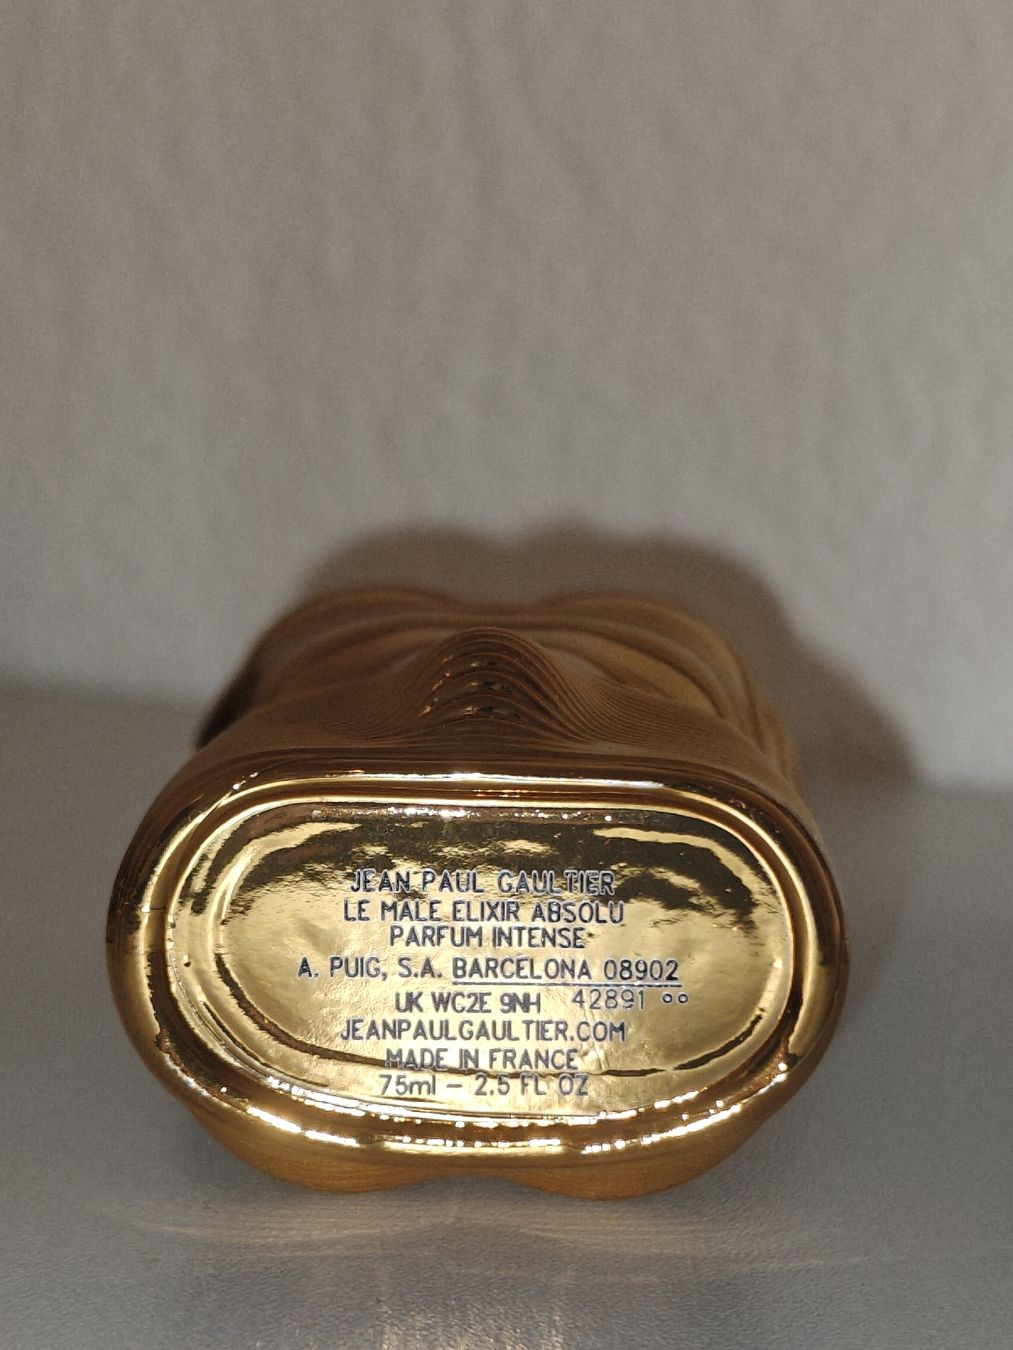 JEAN PAUL GAULTIER
LE MALE ELIXIR ABSOLU
PARFUM INTENSE
A. PUIG, S.A. BARCELONA 08902
UK WC2E 9NH 42891 °°
JEANPAULGAULTIER.COM
MADE IN FRANCE
75ml - 2.5 FL OZ